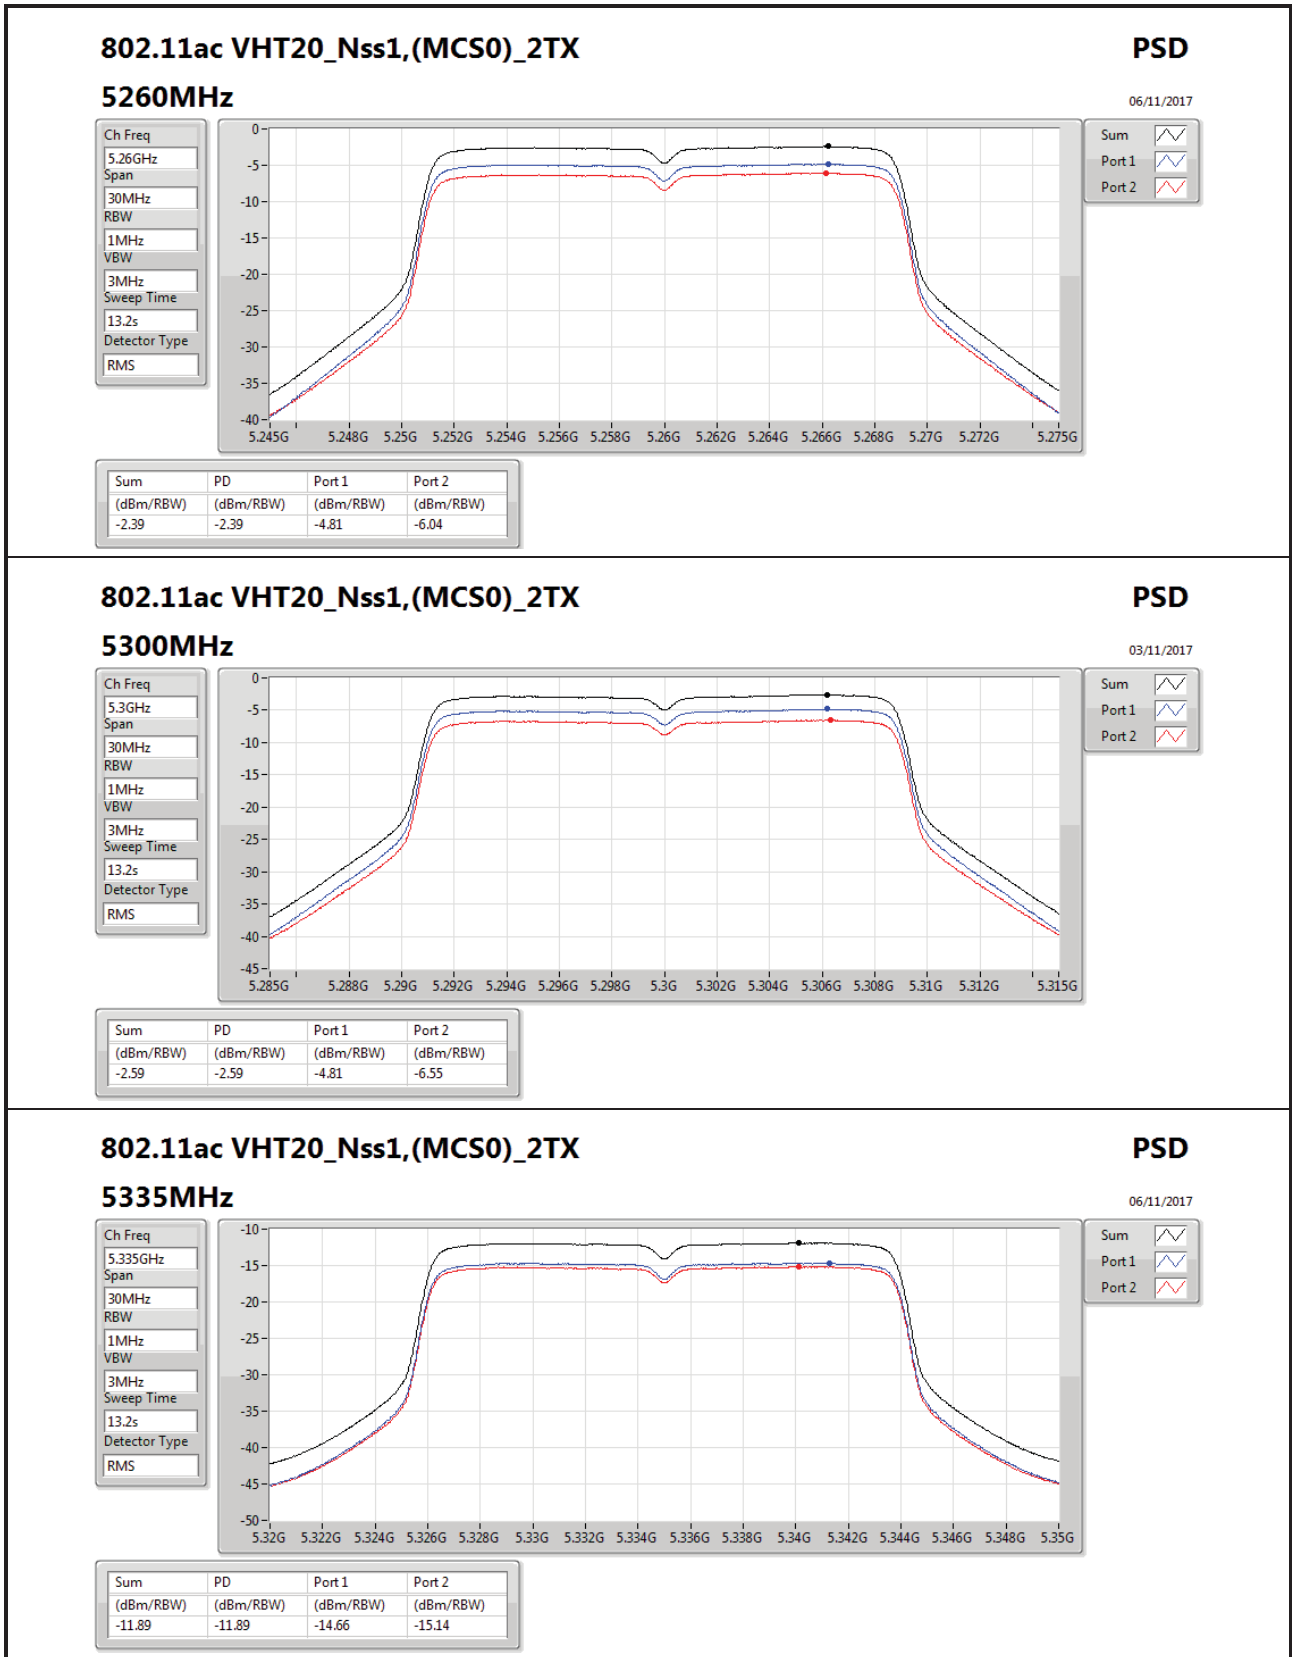 802.11ac VHT20_Nss1,(MCS0)_2TX PSD
5260MHz 06/11/2017
Ch Freq
5.26GHz
Span
30MHz
RBW
1MHz
VBW
3MHz
Sweep Time
13.2s
Detector Type
RMS
0
-5
-10
-15
-20
-25
-30
-35
-40
5.245G 5.248G 5.25G 5.252G 5.254G 5.256G 5.258G 5.26G 5.262G 5.264G 5.266G 5.268G 5.27G 5.272G 5.275G
Sum
Port 1
Port 2
Sum PD Port 1 Port 2
(dBm/RBW) (dBm/RBW) (dBm/RBW) (dBm/RBW)
-2.39 -2.39 -4.81 -6.04
802.11ac VHT20_Nss1,(MCS0)_2TX PSD
5300MHz 03/11/2017
Ch Freq
5.3GHz
Span
30MHz
RBW
1MHz
VBW
3MHz
Sweep Time
13.2s
Detector Type
RMS
0
-5
-10
-15
-20
-25
-30
-35
-40
-45
5.285G 5.288G 5.29G 5.292G 5.294G 5.296G 5.298G 5.3G 5.302G 5.304G 5.306G 5.308G 5.31G 5.312G 5.315G
Sum
Port 1
Port 2
Sum PD Port 1 Port 2
(dBm/RBW) (dBm/RBW) (dBm/RBW) (dBm/RBW)
-2.59 -2.59 -4.81 -6.55
802.11ac VHT20_Nss1,(MCS0)_2TX PSD
5335MHz 06/11/2017
Ch Freq
5.335GHz
Span
30MHz
RBW
1MHz
VBW
3MHz
Sweep Time
13.2s
Detector Type
RMS
-10
-15
-20
-25
-30
-35
-40
-45
-50
5.32G 5.322G 5.324G 5.326G 5.328G 5.33G 5.332G 5.334G 5.336G 5.338G 5.34G 5.342G 5.344G 5.346G 5.348G 5.35G
Sum
Port 1
Port 2
Sum PD Port 1 Port 2
(dBm/RBW) (dBm/RBW) (dBm/RBW) (dBm/RBW)
-11.89 -11.89 -14.66 -15.14